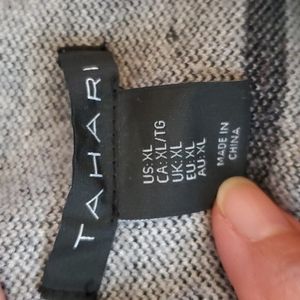 TAHARI
US:XL
CA:XL/TG
UK:XL
EU:XL
AU:XL
MADE IN
CHINA